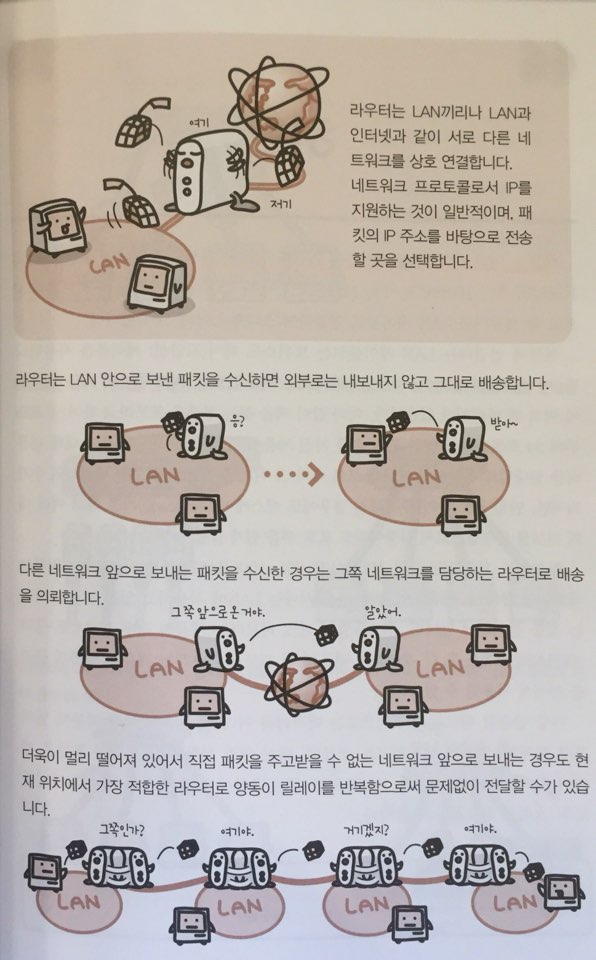 여기
저기
LAN
라우터는 LAN끼리나 LAN과
인터넷과 같이 서로 다른 네
트워크를 상호 연결합니다.
네트워크 프로토콜로서 IP를
지원하는 것이 일반적이며, 패
킷의 IP 주소를 바탕으로 전송
할 곳을 선택합니다.
라우터는 LAN 안으로 보낸 패킷을 수신하면 외부로는 내보내지 않고 그대로 배송합니다.
응?
받아~
LAN
LAN
다른 네트워크 앞으로 보내는 패킷을 수신한 경우는 그쪽 네트워크를 담당하는 라우터로 배송
을 의뢰합니다.
그쪽 앞으로 온 거야.
알았어.
LAN
LAN
더욱이 멀리 떨어져 있어서 직접 패킷을 주고받을 수 없는 네트워크 앞으로 보내는 경우도 현
재 위치에서 가장 적합한 라우터로 양동이 릴레이를 반복함으로써 문제없이 전달할 수가 있습
니다.
그쪽인가?
여기야.
거기겠지?
여기야.
LAN
LAN
LAN
LAN